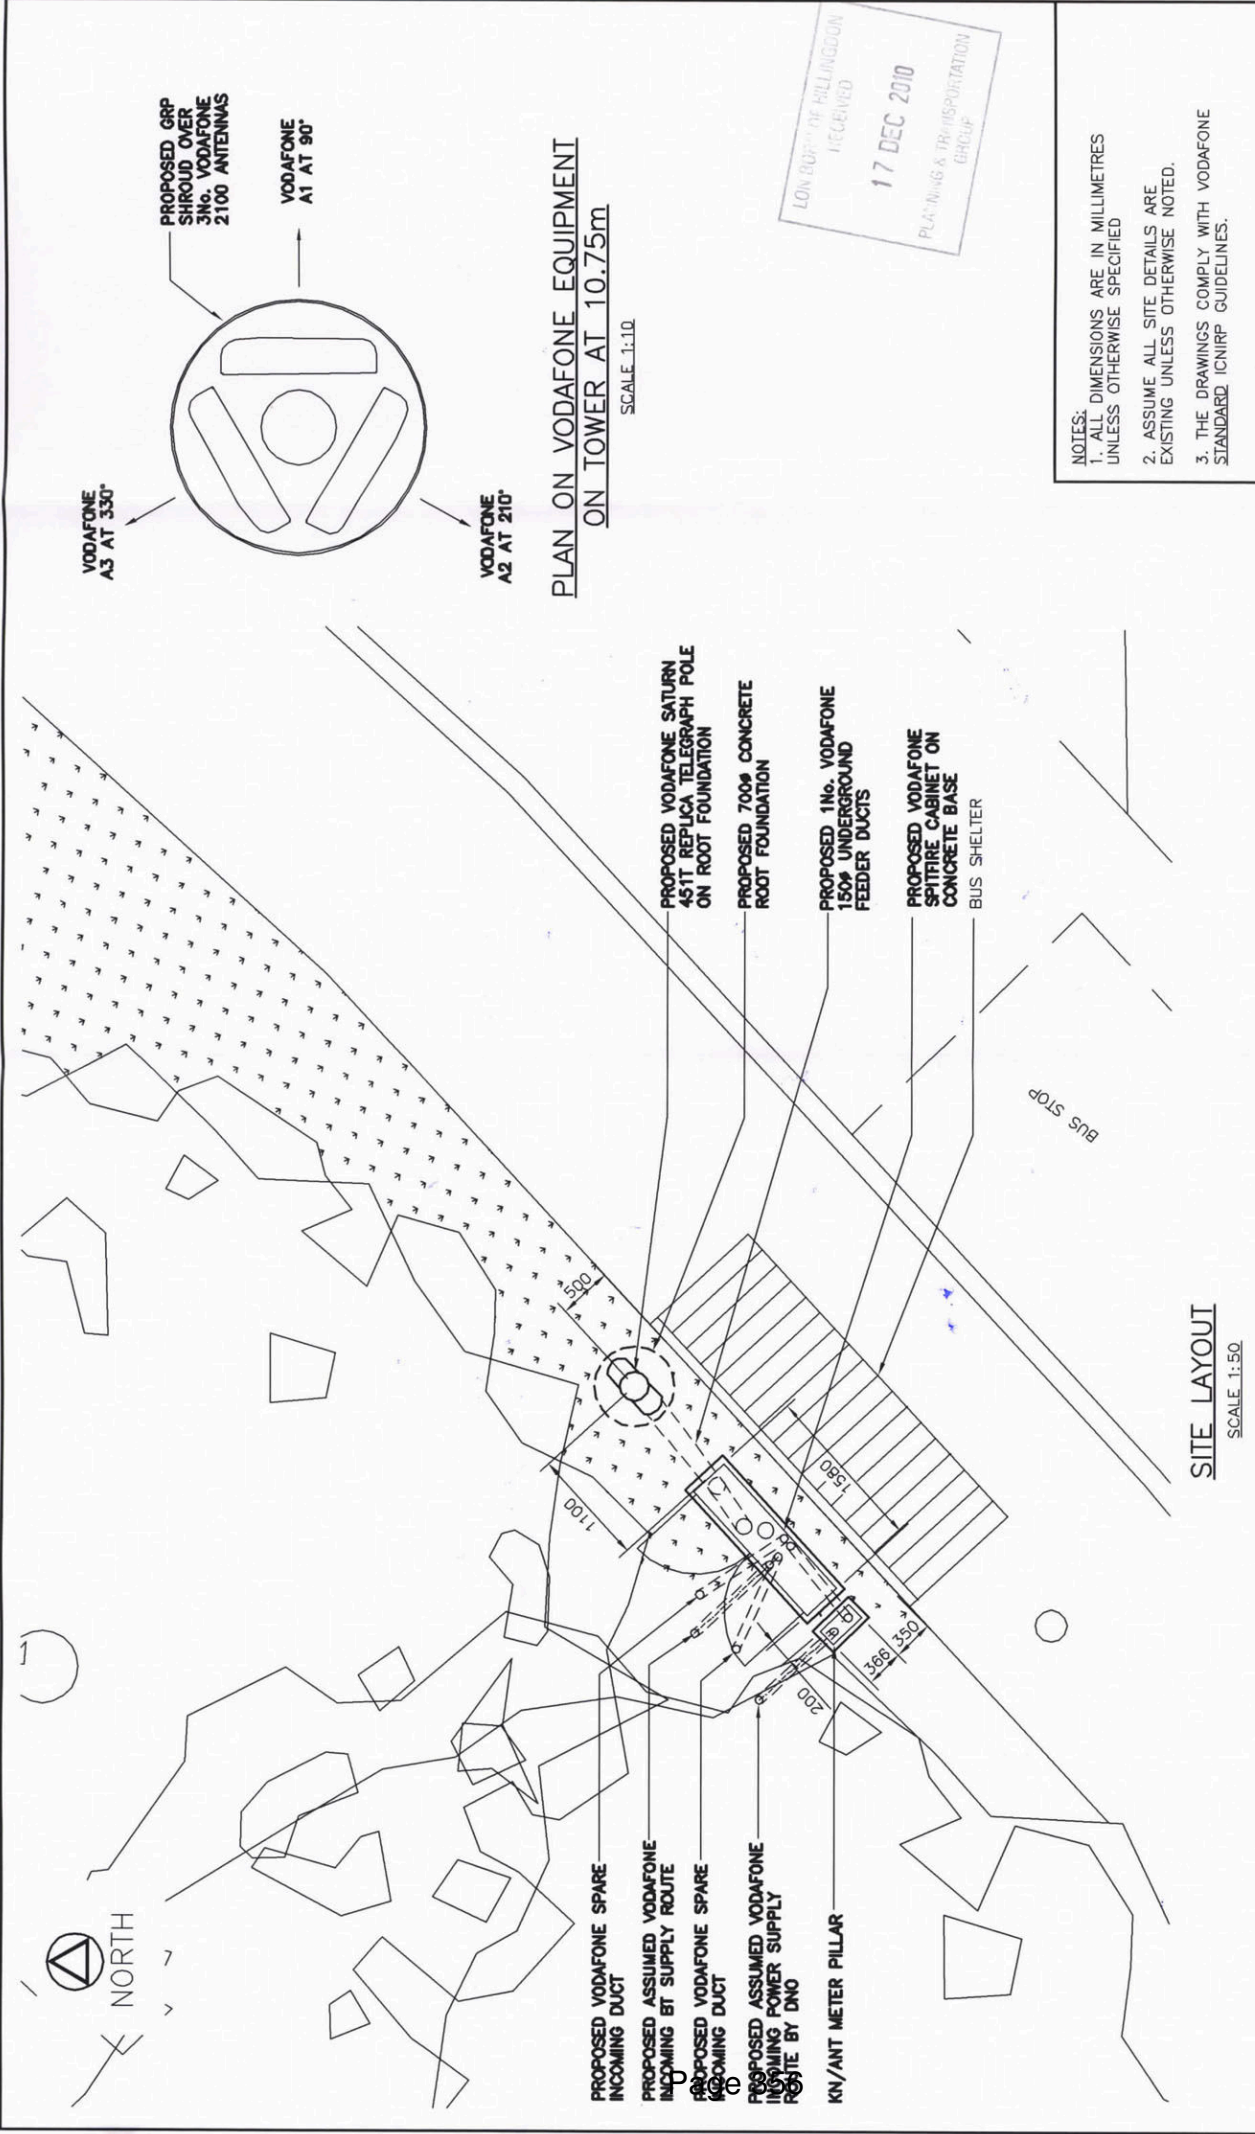 NORTH
VODAFONE
A3 AT 330°
PROPOSED GRP
SHROUD OVER
3No. VODAFONE
2100 ANTENNAS
VODAFONE
A1 AT 90°
VODAFONE
A2 AT 210°
PLAN ON VODAFONE EQUIPMENT
ON TOWER AT 10.75m
SCALE 1:10
LON BORO OF HILLINGDON
RECEIVED
17 DEC 2010
PLANNING & TRANSPORTATION
GROUP
PROPOSED VODAFONE SATURN
451T REPLICA TELEGRAPH POLE
ON ROOT FOUNDATION
PROPOSED 700ø CONCRETE
ROOT FOUNDATION
PROPOSED 1No. VODAFONE
150ø UNDERGROUND
FEEDER DUCTS
PROPOSED VODAFONE
SPITFIRE CABINET ON
CONCRETE BASE
BUS SHELTER
BUS STOP
500
1100
1580
200
366
350
PROPOSED VODAFONE SPARE
INCOMING DUCT
PROPOSED ASSUMED VODAFONE
INCOMING BT SUPPLY ROUTE
PROPOSED VODAFONE SPARE
INCOMING DUCT
PROPOSED ASSUMED VODAFONE
INCOMING POWER SUPPLY
ROUTE BY DNO
KN/ANT METER PILLAR
SITE LAYOUT
SCALE 1:50
NOTES:
1. ALL DIMENSIONS ARE IN MILLIMETRES
UNLESS OTHERWISE SPECIFIED
2. ASSUME ALL SITE DETAILS ARE
EXISTING UNLESS OTHERWISE NOTED.
3. THE DRAWINGS COMPLY WITH VODAFONE
STANDARD ICNIRP GUIDELINES.
Page